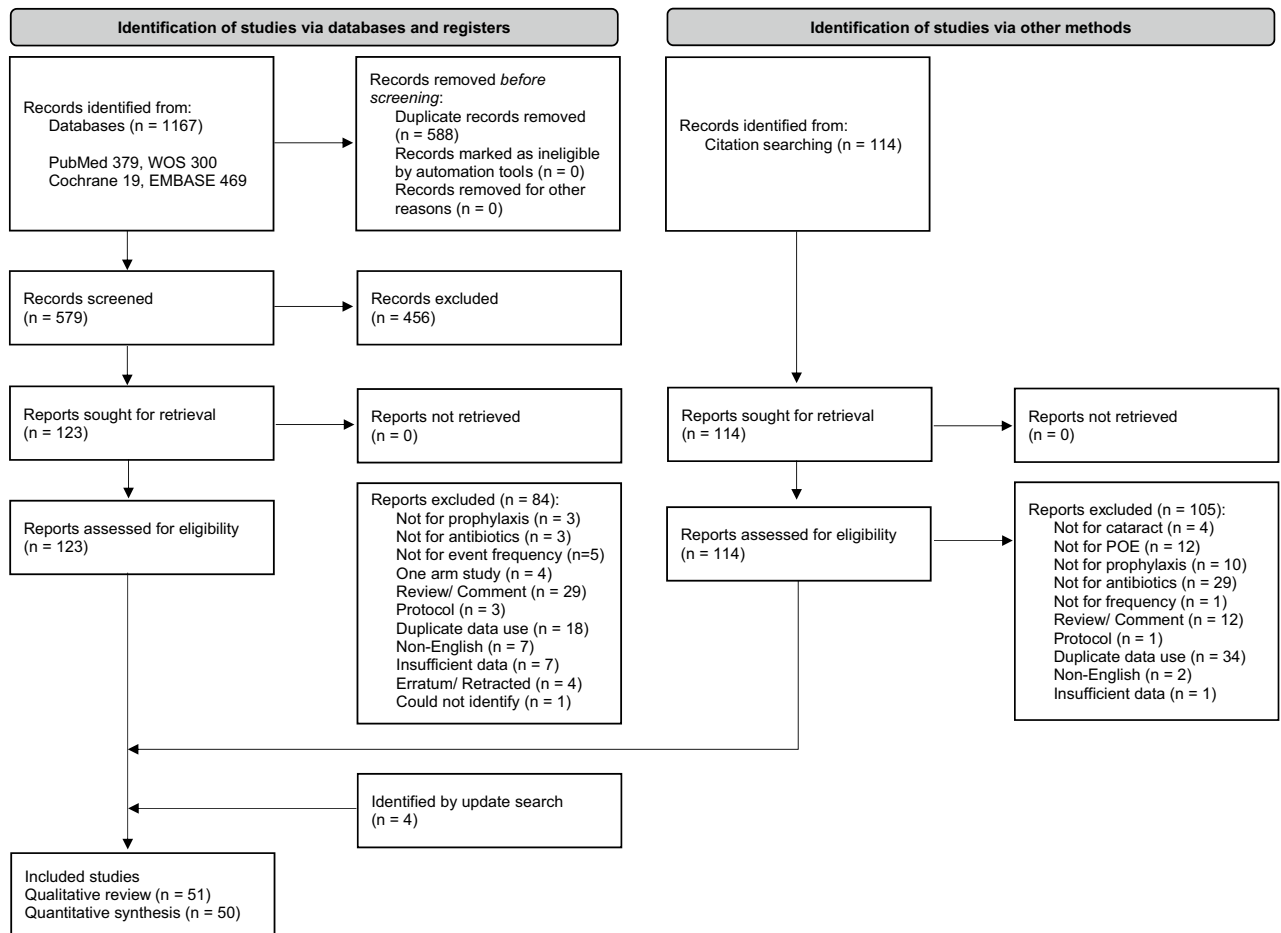 Identification of studies via databases and registers
Identification of studies via other methods
Records identified from:
Databases (n = 1167)
PubMed 379, WOS 300
Cochrane 19, EMBASE 469
Records removed before
screening:
Duplicate records removed
(n = 588)
Records marked as ineligible
by automation tools (n = 0)
Records removed for other
reasons (n = 0)
Records identified from:
Citation searching (n = 114)
Records screened
(n = 579)
Records excluded
(n = 456)
Reports sought for retrieval
(n = 123)
Reports not retrieved
(n = 0)
Reports sought for retrieval
(n = 114)
Reports not retrieved
(n = 0)
Reports assessed for eligibility
(n = 123)
Reports excluded (n = 84):
Not for prophylaxis (n = 3)
Not for antibiotics (n = 3)
Not for event frequency (n=5)
One arm study (n = 4)
Review/ Comment (n = 29)
Protocol (n = 3)
Duplicate data use (n = 18)
Non-English (n = 7)
Insufficient data (n = 7)
Erratum/ Retracted (n = 4)
Could not identify (n = 1)
Reports assessed for eligibility
(n = 114)
Reports excluded (n = 105):
Not for cataract (n = 4)
Not for POE (n = 12)
Not for prophylaxis (n = 10)
Not for antibiotics (n = 29)
Not for frequency (n = 1)
Review/ Comment (n = 12)
Protocol (n = 1)
Duplicate data use (n = 34)
Non-English (n = 2)
Insufficient data (n = 1)
Identified by update search
(n = 4)
Included studies
Qualitative review (n = 51)
Quantitative synthesis (n = 50)